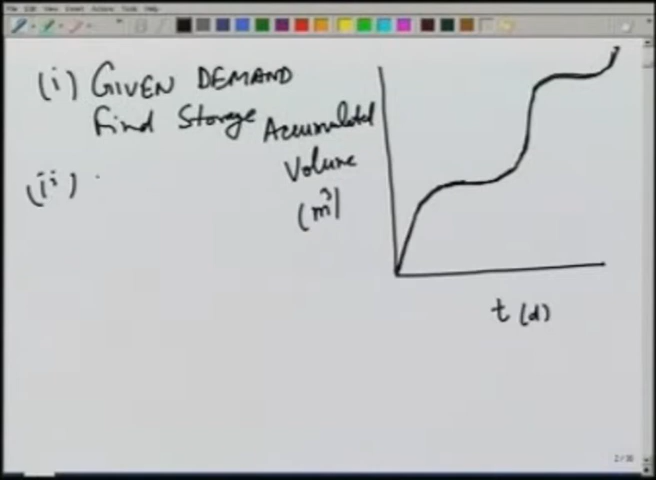 (i) GIVEN DEMAND
Find Storage
(ii)
Accumulated
Volume
(m³)
t (d)
2/30